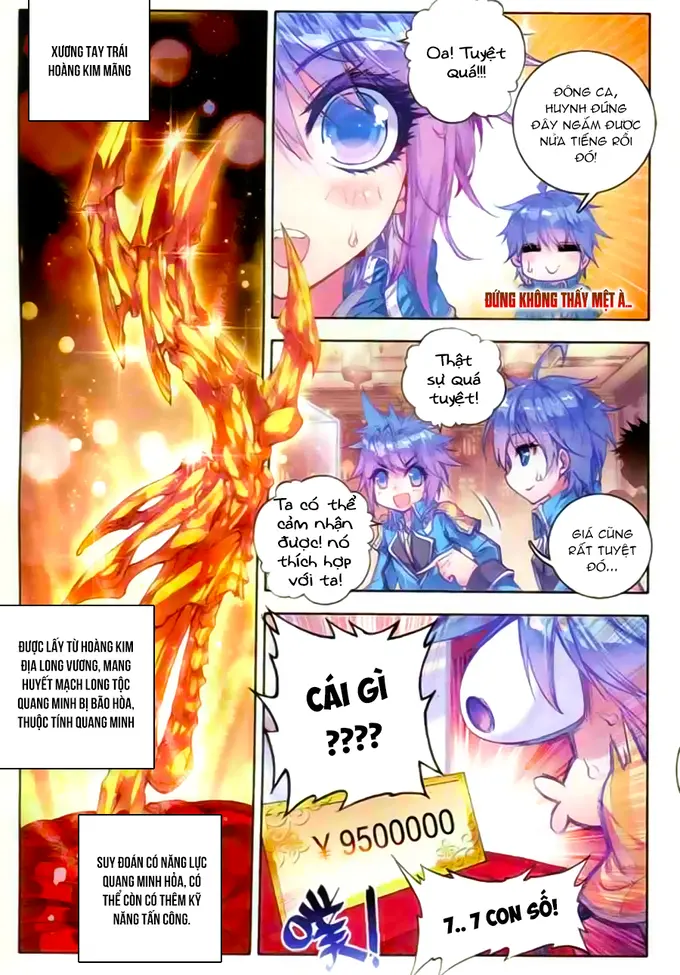 XƯƠNG TAY TRÁI
HOÀNG KIM MÃNG
Oa! Tuyệt
quá!!!
ĐÔNG CA,
HUYNH ĐỨNG
ĐÂY NGẮM ĐƯỢC
NỬA TIẾNG RỒI
ĐÓ!
ĐỨNG KHÔNG THẤY MỆT À...
Thật
sự quá
tuyệt!
Ta có thể
cảm nhận
được! nó
thích hợp
với ta!
GIÁ CŨNG
RẤT TUYỆT
ĐÓ...
ĐƯỢC LẤY TỪ HOÀNG KIM
ĐỊA LONG VƯƠNG, MANG
HUYẾT MẠCH LONG TỘC
QUANG MINH BỊ BÃO HÒA,
THUỘC TÍNH QUANG MINH
CÁI GÌ
????
¥ 9500000
SUY ĐOÁN CÓ NĂNG LỰC
QUANG MINH HỎA, CÓ
THỂ CÒN CÓ THÊM KỸ
NĂNG TẤN CÔNG.
7.. 7 CON SỐ!